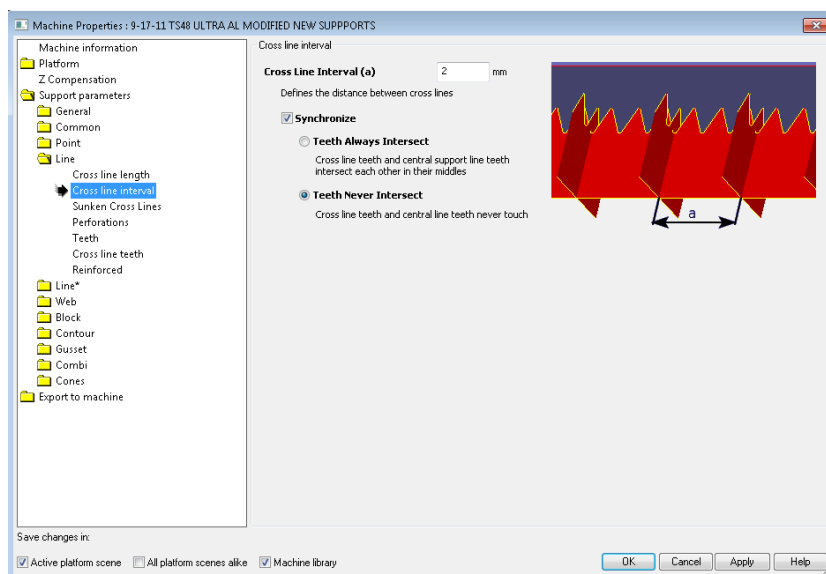 Machine Properties : 9-17-11 TS48 ULTRA AL MODIFIED NEW SUPPPORTS
Machine information
Platform
Z Compensation
Support parameters
General
Common
Point
Line
Cross line length
Cross line interval
Sunken Cross Lines
Perforations
Teeth
Cross line teeth
Reinforced
Line*
Web
Block
Contour
Gusset
Combi
Cones
Export to machine
Cross line interval
Cross Line Interval (a) 2 mm
Defines the distance between cross lines
Synchronize
Teeth Always Intersect
Cross line teeth and central support line teeth
intersect each other in their middles
Teeth Never Intersect
Cross line teeth and central line teeth never touch
a
Save changes in:
Active platform scene All platform scenes alike Machine library
OK Cancel Apply Help